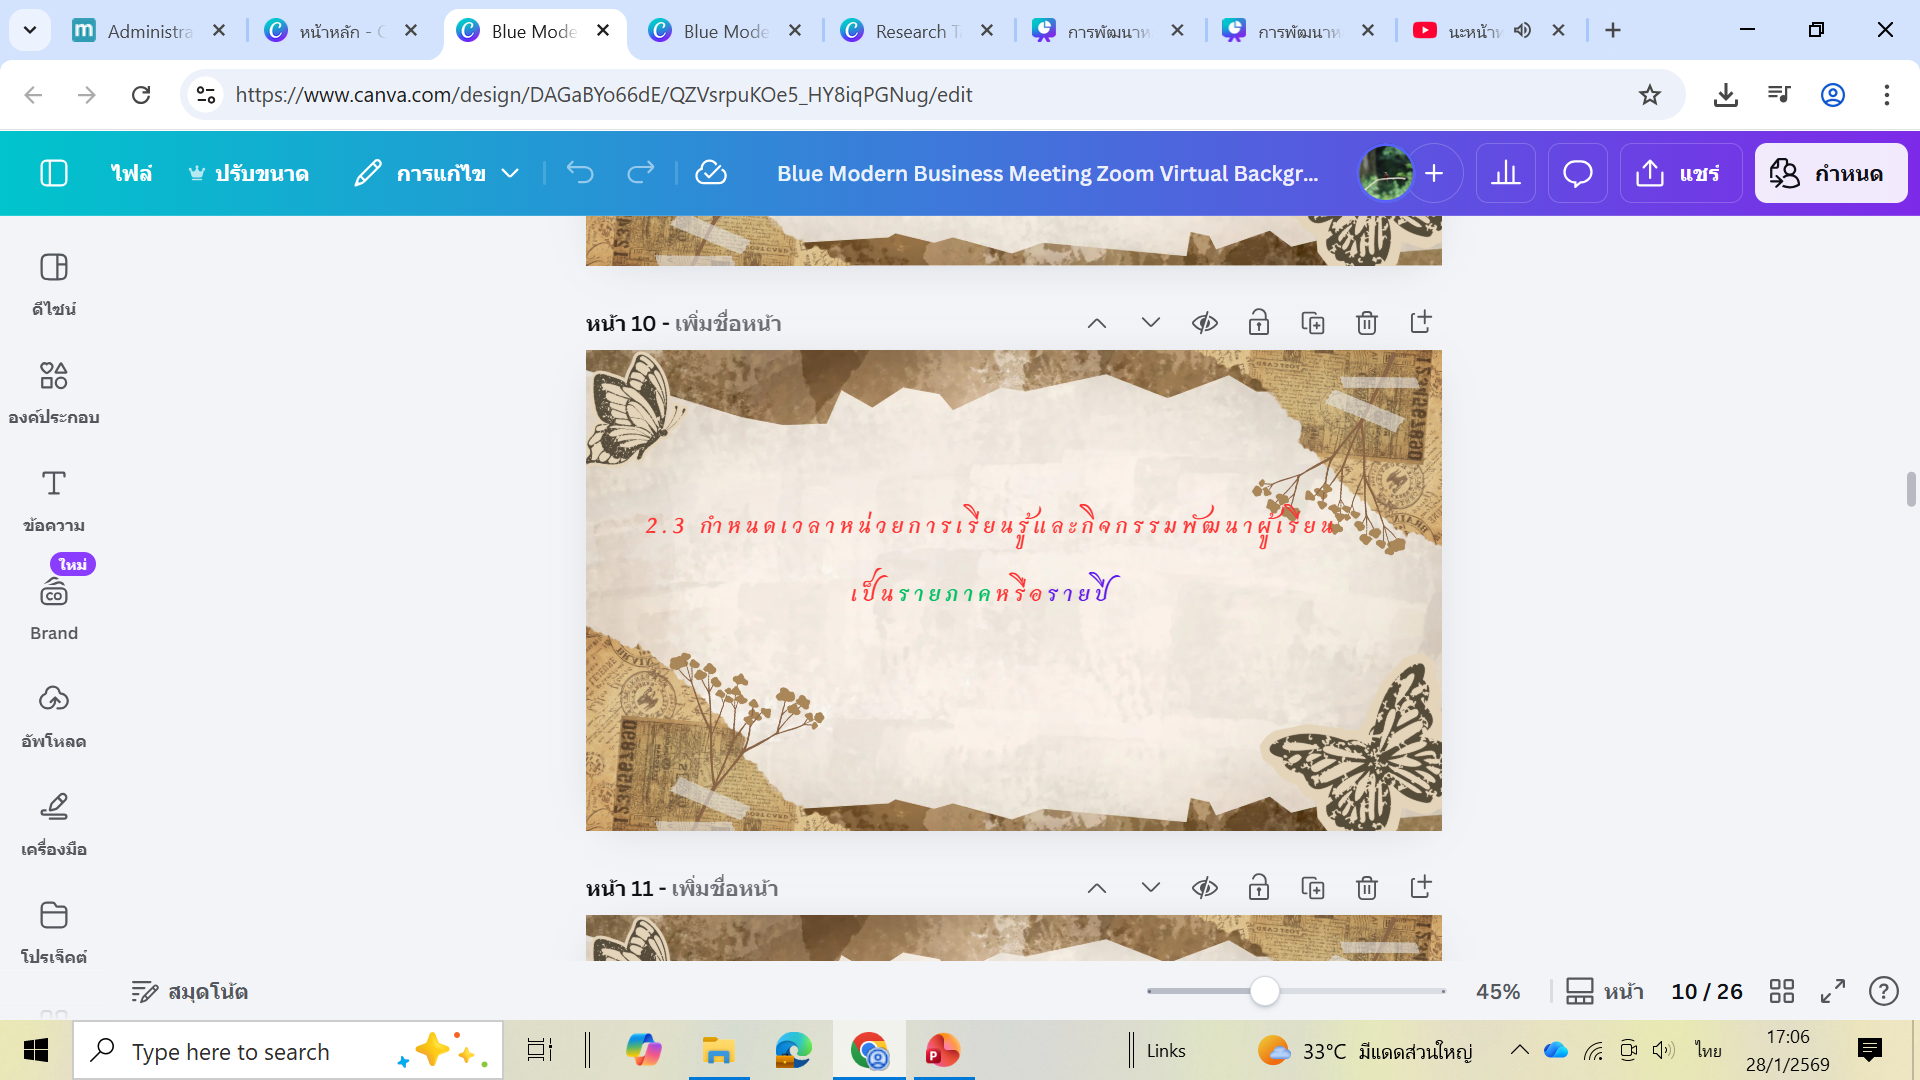 Administra
หน้าหลัก - C
Blue Mode
Blue Mode
Research T
การพัฒนาห
การพัฒนาห
นะหน้าท
https://www.canva.com/design/DAGaBYo66dE/QZVsrpuKOe5_HY8iqPGNug/edit
ไฟล์
ปรับขนาด
การแก้ไข
Blue Modern Business Meeting Zoom Virtual Backgr...
แชร์
กำหนด
ดีไซน์
องค์ประกอบ
ข้อความ
ใหม่
Brand
อัพโหลด
เครื่องมือ
โปรเจ็คต์
หน้า 10 - เพิ่มชื่อหน้า
2.3 กำหนดเวลาหน่วยการเรียนรู้และกิจกรรมพัฒนาผู้เรียน
เป็นรายภาคหรือรายปี
หน้า 11 - เพิ่มชื่อหน้า
สมุดโน้ต
45%
หน้า
10 / 26
Type here to search
Links
33°C มีแดดส่วนใหญ่
ไทย
17:06
28/1/2569